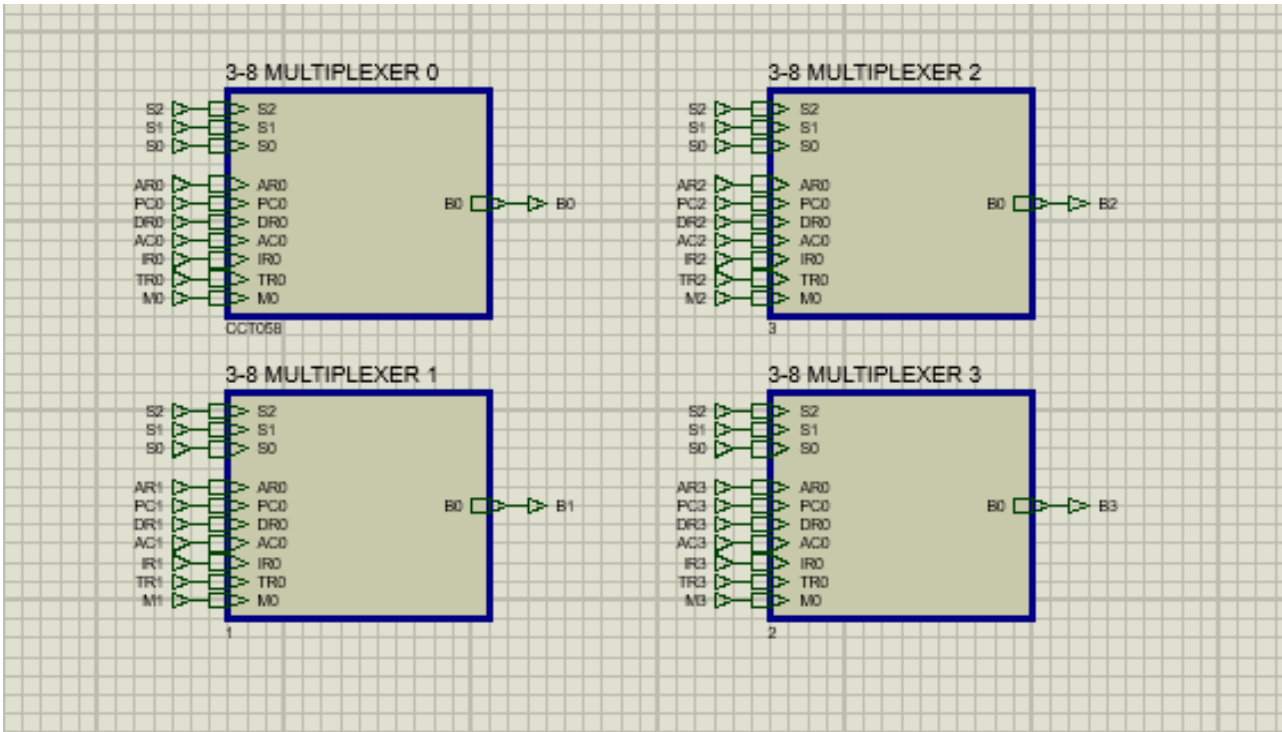 3-8 MULTIPLEXER 0
S2 S2
S1 S1
S0 S0
AR0 AR0
PC0 PC0 B0 B0
DR0 DR0
AC0 AC0
IR0 IR0
TR0 TR0
M0 M0
CCT058
3-8 MULTIPLEXER 2
S2 S2
S1 S1
S0 S0
AR2 AR0
PC2 PC0 B0 B2
DR2 DR0
AC2 AC0
IR2 IR0
TR2 TR0
M2 M0
3
3-8 MULTIPLEXER 1
S2 S2
S1 S1
S0 S0
AR1 AR0
PC1 PC0 B0 B1
DR1 DR0
AC1 AC0
IR1 IR0
TR1 TR0
M1 M0
1
3-8 MULTIPLEXER 3
S2 S2
S1 S1
S0 S0
AR3 AR0
PC3 PC0 B0 B3
DR3 DR0
AC3 AC0
IR3 IR0
TR3 TR0
M3 M0
2